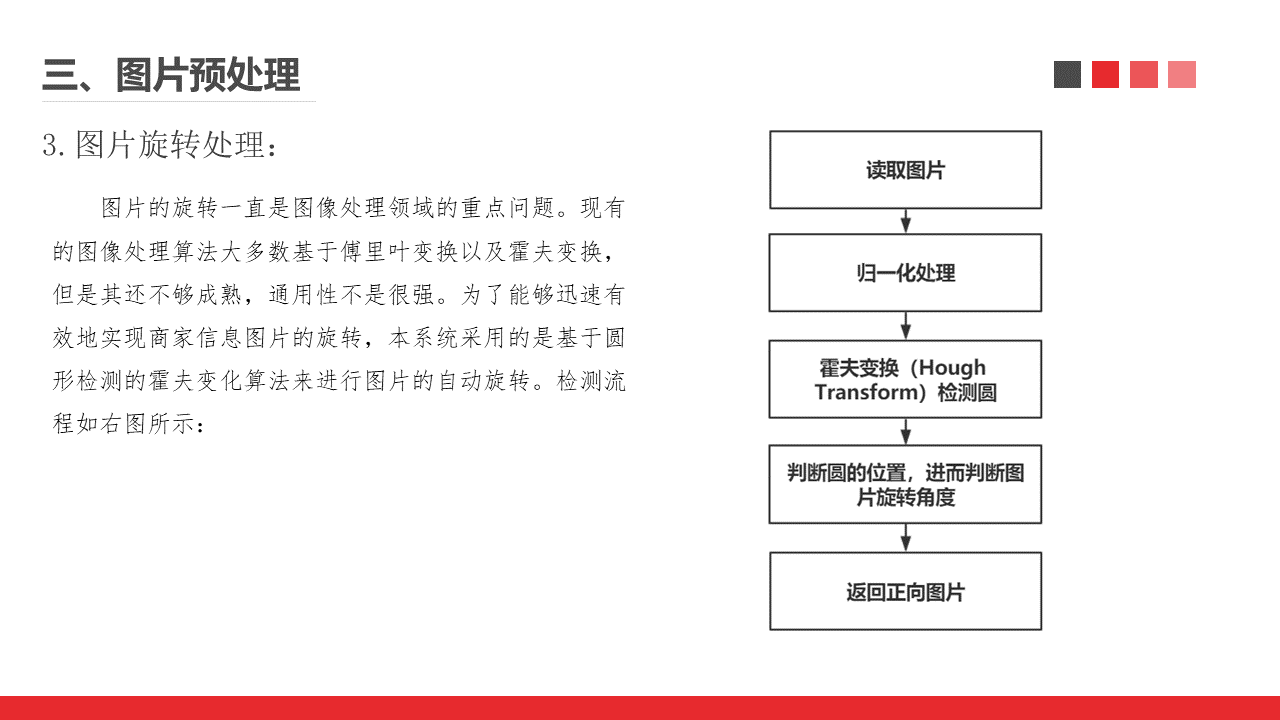 三、图片预处理
3.图片旋转处理：
图片的旋转一直是图像处理领域的重点问题。现有
的图像处理算法大多数基于傅里叶变换以及霍夫变换，
但是其还不够成熟，通用性不是很强。为了能够迅速有
效地实现商家信息图片的旋转，本系统采用的是基于圆
形检测的霍夫变化算法来进行图片的自动旋转。检测流
程如右图所示：
读取图片
归一化处理
霍夫变换（Hough
Transform）检测圆
判断圆的位置，进而判断图
片旋转角度
返回正向图片